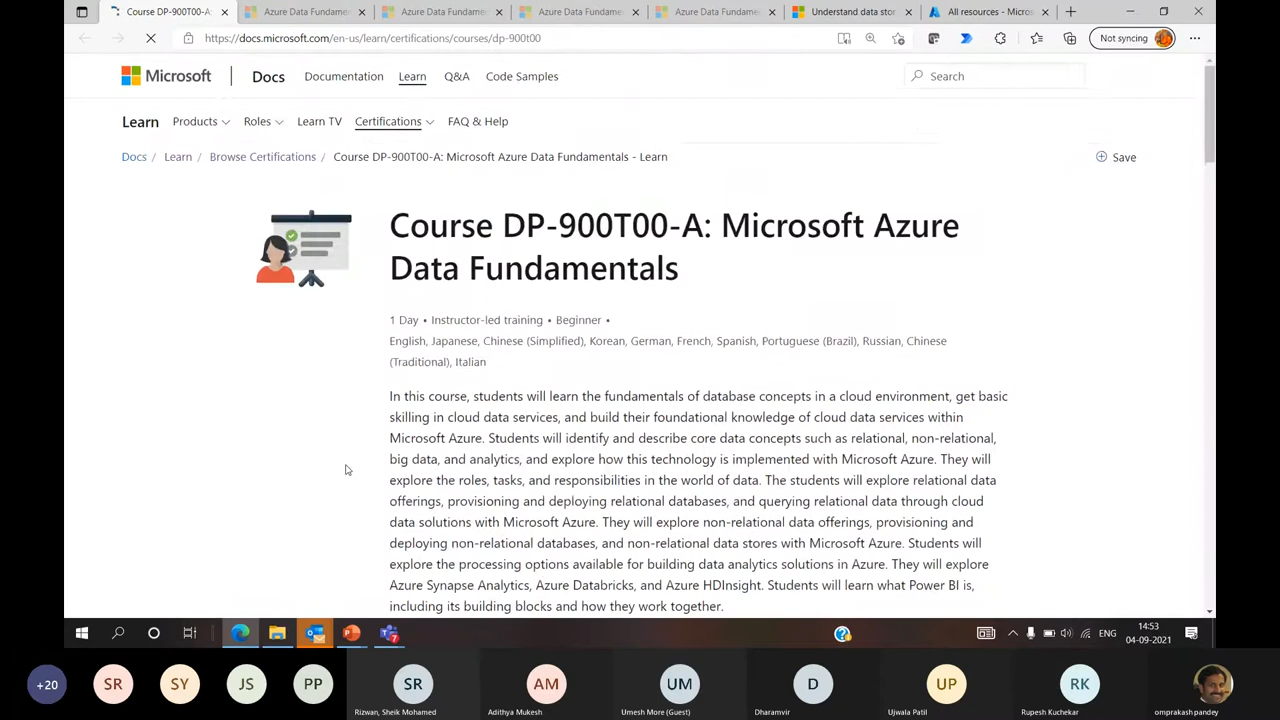 Course DP-900T00-A:
Azure Data Fundamen
Azure Data Fundamen
Azure Data Fundamen
Azure Data Fundamen
Understand data stor
All resources - Micros
https://docs.microsoft.com/en-us/learn/certifications/courses/dp-900t00
Not syncing
Microsoft
Docs
Documentation
Learn
Q&A
Code Samples
Search
Learn
Products
Roles
Learn TV
Certifications
FAQ & Help
Docs / Learn / Browse Certifications / Course DP-900T00-A: Microsoft Azure Data Fundamentals - Learn
Save
Course DP-900T00-A: Microsoft Azure
Data Fundamentals
1 Day • Instructor-led training • Beginner •
English, Japanese, Chinese (Simplified), Korean, German, French, Spanish, Portuguese (Brazil), Russian, Chinese
(Traditional), Italian
In this course, students will learn the fundamentals of database concepts in a cloud environment, get basic
skilling in cloud data services, and build their foundational knowledge of cloud data services within
Microsoft Azure. Students will identify and describe core data concepts such as relational, non-relational,
big data, and analytics, and explore how this technology is implemented with Microsoft Azure. They will
explore the roles, tasks, and responsibilities in the world of data. The students will explore relational data
offerings, provisioning and deploying relational databases, and querying relational data through cloud
data solutions with Microsoft Azure. They will explore non-relational data offerings, provisioning and
deploying non-relational databases, and non-relational data stores with Microsoft Azure. Students will
explore the processing options available for building data analytics solutions in Azure. They will explore
Azure Synapse Analytics, Azure Databricks, and Azure HDInsight. Students will learn what Power BI is,
including its building blocks and how they work together.
ENG
14:53
04-09-2021
+20
SR
SY
JS
PP
SR
AM
UM
D
UP
RK
Rizwan, Sheik Mohamed
Adithya Mukesh
Umesh More (Guest)
Dharamvir
Ujwala Patil
Rupesh Kuchekar
omprakash pandey